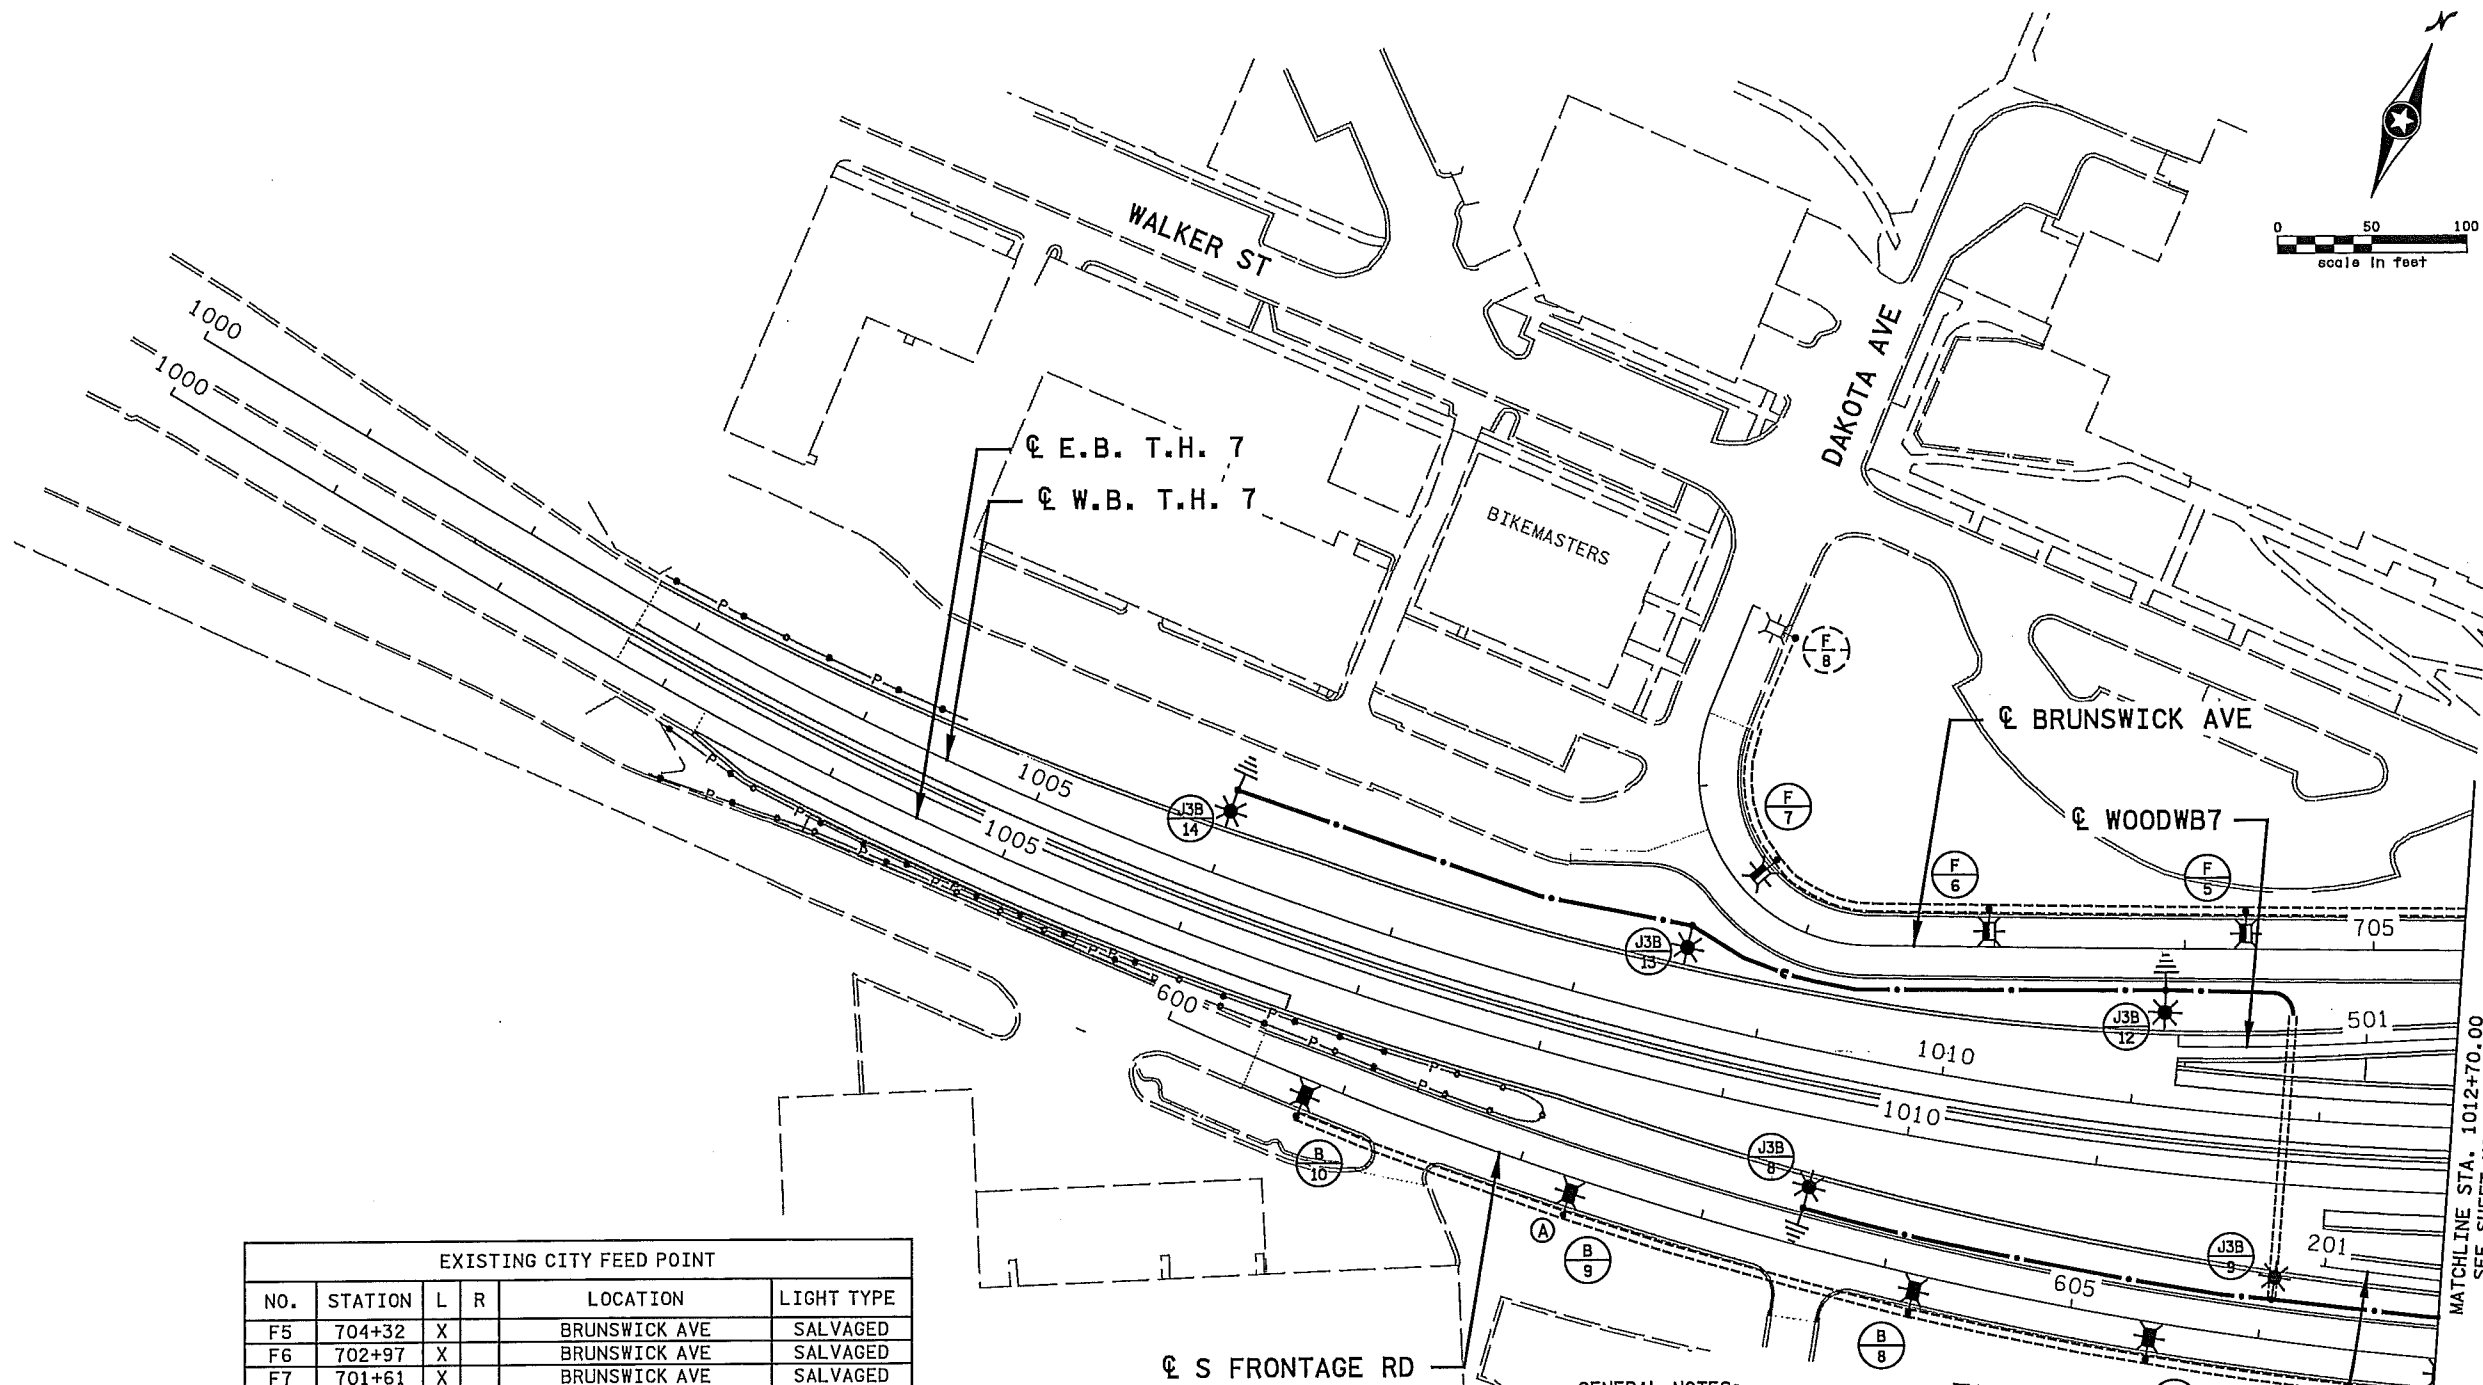 N
0 50 100
scale in feet
WALKER ST
DAKOTA AVE
1000
1000
℄ E.B. T.H. 7
℄ W.B. T.H. 7
BIKEMASTERS
F
8
℄ BRUNSWICK AVE
F
7
℄ WOODWB7
1005
1005
J3B
14
F
6
F
5
705
J3B
13
J3B
12
501
600
1010
1010
MATCHLINE STA. 1012+70.00
B
10
J3B
8
A
B
9
J3B
9
201
605
B
8
℄ S FRONTAGE RD
EXISTING CITY FEED POINT
NO. STATION L R LOCATION LIGHT TYPE
F5 704+32 X BRUNSWICK AVE SALVAGED
F6 702+97 X BRUNSWICK AVE SALVAGED
F7 701+61 X BRUNSWICK AVE SALVAGED